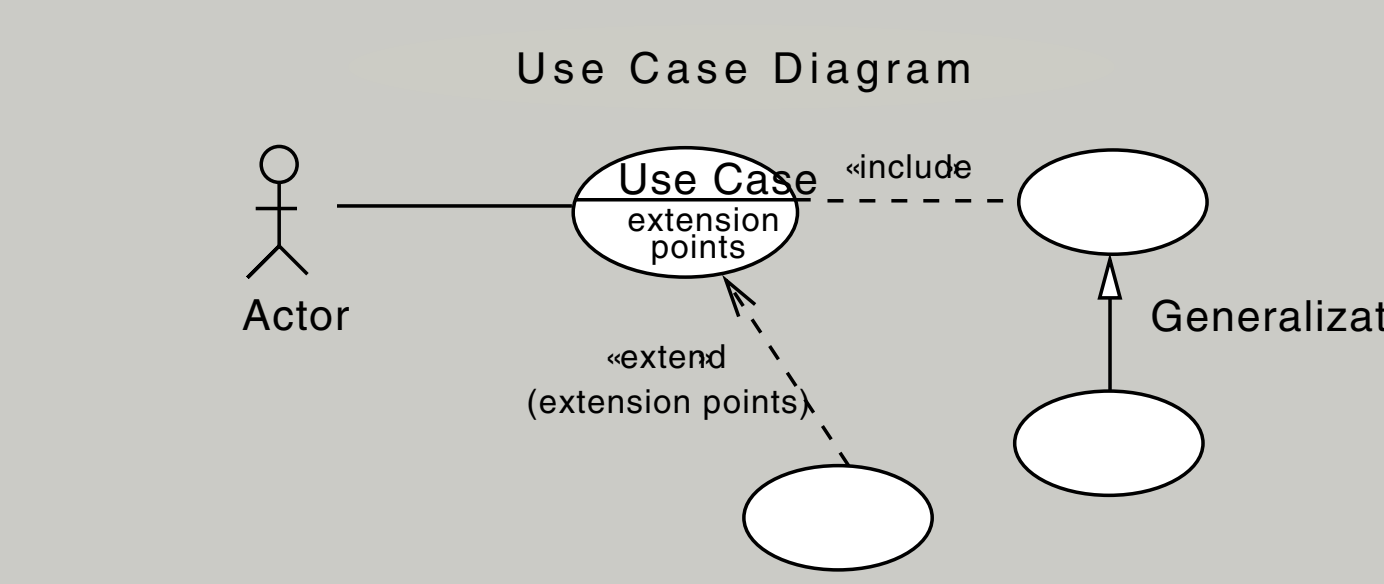 Use Case Diagram
Use Case
«include»
extension
points
Actor
Generalizat
«extend»
(extension points)